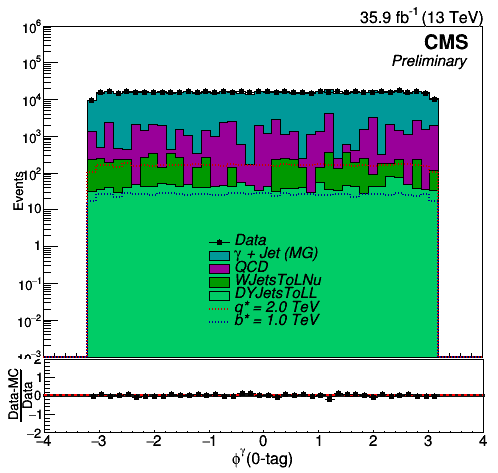 35.9 fb⁻¹ (13 TeV)
CMS
Preliminary
Events
10⁶
10⁵
10⁴
10³
10²
10
1
10⁻¹
10⁻²
10⁻³
Data
γ + Jet (MG)
QCD
WJetsToLNu
DYJetsToLL
q* = 2.0 TeV
b* = 1.0 TeV
Data-MC
Data
2
1
0
−1
−2
−4 −3 −2 −1 0 1 2 3 4
ϕᵞ(0-tag)